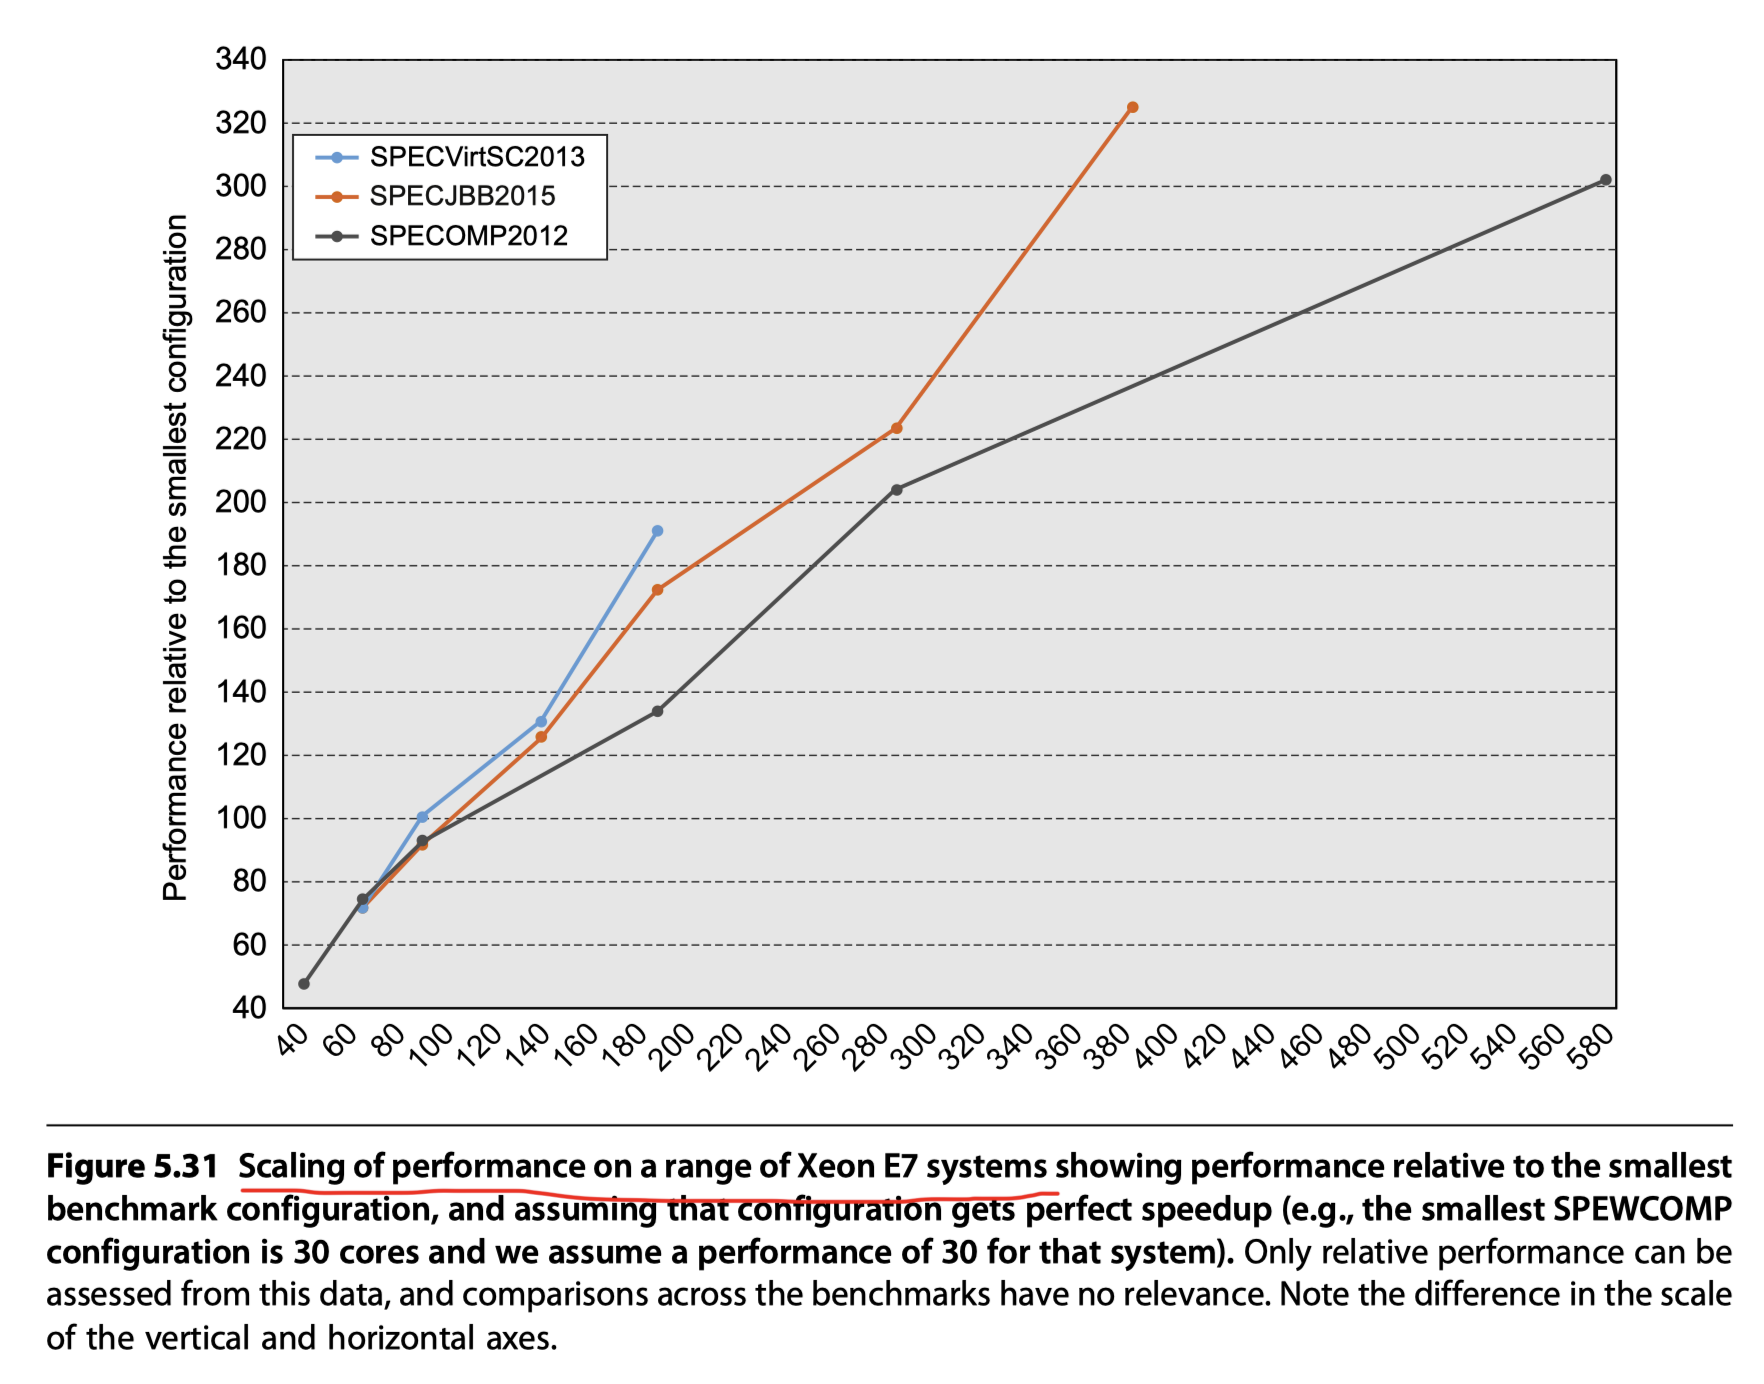 340
320
300
280
260
240
220
200
180
160
140
120
100
80
60
40
Performance relative to the smallest configuration
SPECVirtSC2013
SPECJBB2015
SPECOMP2012
40 60 80 100 120 140 160 180 200 220 240 260 280 300 320 340 360 380 400 420 440 460 480 500 520 540 560 580
Figure 5.31 Scaling of performance on a range of Xeon E7 systems showing performance relative to the smallest
benchmark configuration, and assuming that configuration gets perfect speedup (e.g., the smallest SPEWCOMP
configuration is 30 cores and we assume a performance of 30 for that system). Only relative performance can be
assessed from this data, and comparisons across the benchmarks have no relevance. Note the difference in the scale
of the vertical and horizontal axes.